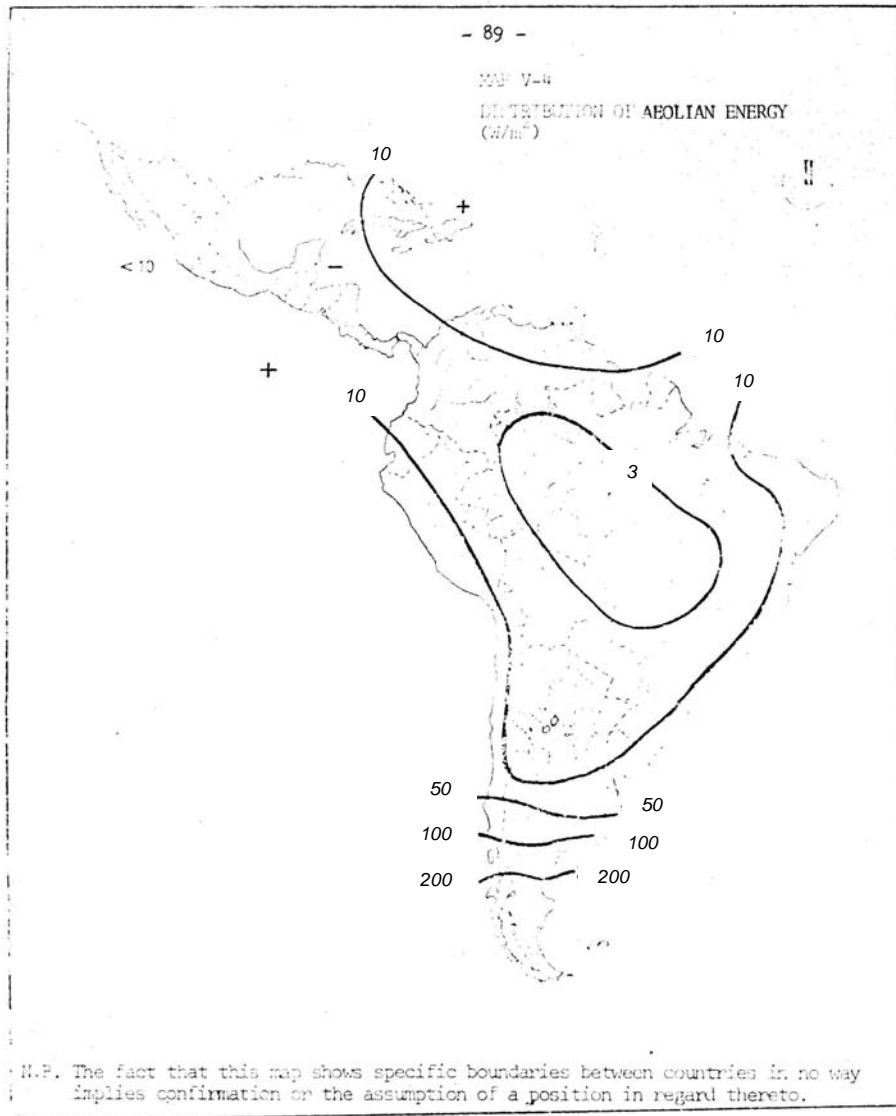 - 89 -
MAP V-4
DISTRIBUTION OF AEOLIAN ENERGY
(W/m²)
10
+
<10
-
10
+
10
10
3
50
50
100
100
200
200
N.B. The fact that this map shows specific boundaries between countries in no way
implies confirmation or the assumption of a position in regard thereto.